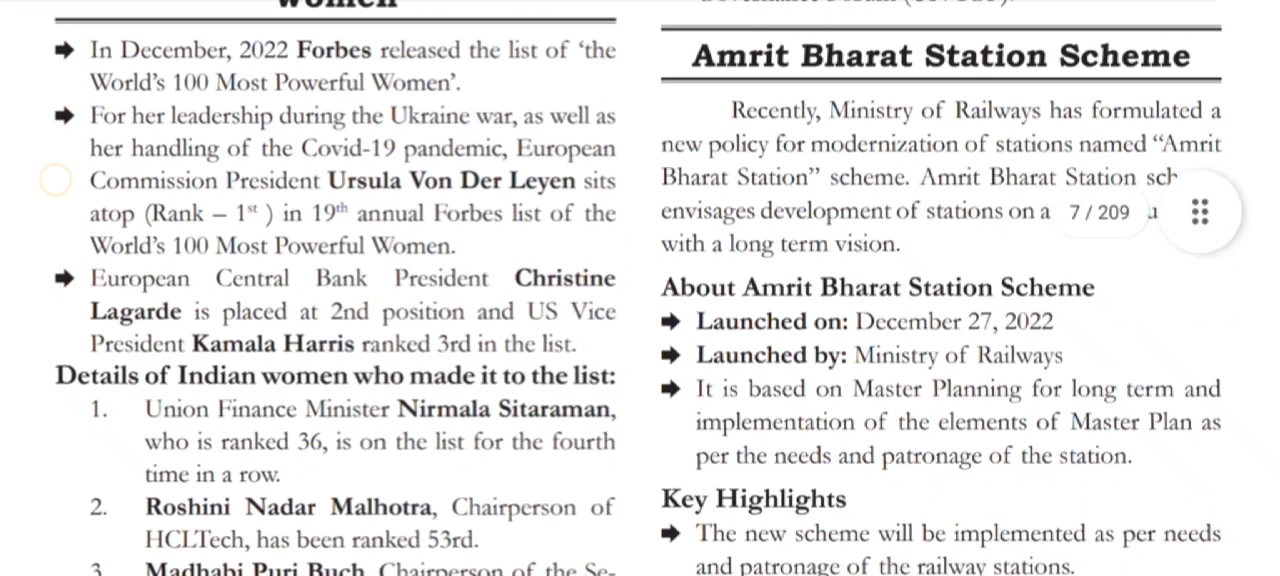 Women
➡ In December, 2022 Forbes released the list of ‘the
World’s 100 Most Powerful Women’.
➡ For her leadership during the Ukraine war, as well as
her handling of the Covid-19 pandemic, European
Commission President Ursula Von Der Leyen sits
atop (Rank – 1st ) in 19th annual Forbes list of the
World’s 100 Most Powerful Women.
➡ European Central Bank President Christine
Lagarde is placed at 2nd position and US Vice
President Kamala Harris ranked 3rd in the list.
Details of Indian women who made it to the list:
1. Union Finance Minister Nirmala Sitaraman,
who is ranked 36, is on the list for the fourth
time in a row.
2. Roshini Nadar Malhotra, Chairperson of
HCLTech, has been ranked 53rd.
3. Madhabi Puri Buch, Chairperson of the Se-
Amrit Bharat Station Scheme
Recently, Ministry of Railways has formulated a
new policy for modernization of stations named “Amrit
Bharat Station” scheme. Amrit Bharat Station
envisages development of stations on a
7 / 209
with a long term vision.
About Amrit Bharat Station Scheme
➡ Launched on: December 27, 2022
➡ Launched by: Ministry of Railways
➡ It is based on Master Planning for long term and
implementation of the elements of Master Plan as
per the needs and patronage of the station.
Key Highlights
➡ The new scheme will be implemented as per needs
and patronage of the railway stations.